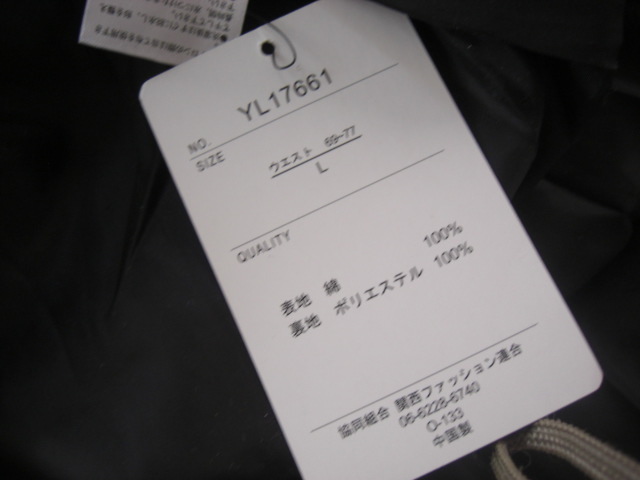 NO. YL17661
SIZE
ウエスト 69-77
L
QUALITY
表地 綿 100%
裏地 ポリエステル 100%
協同組合 関西ファッション連合
06-6228-6740
O-133
中国製